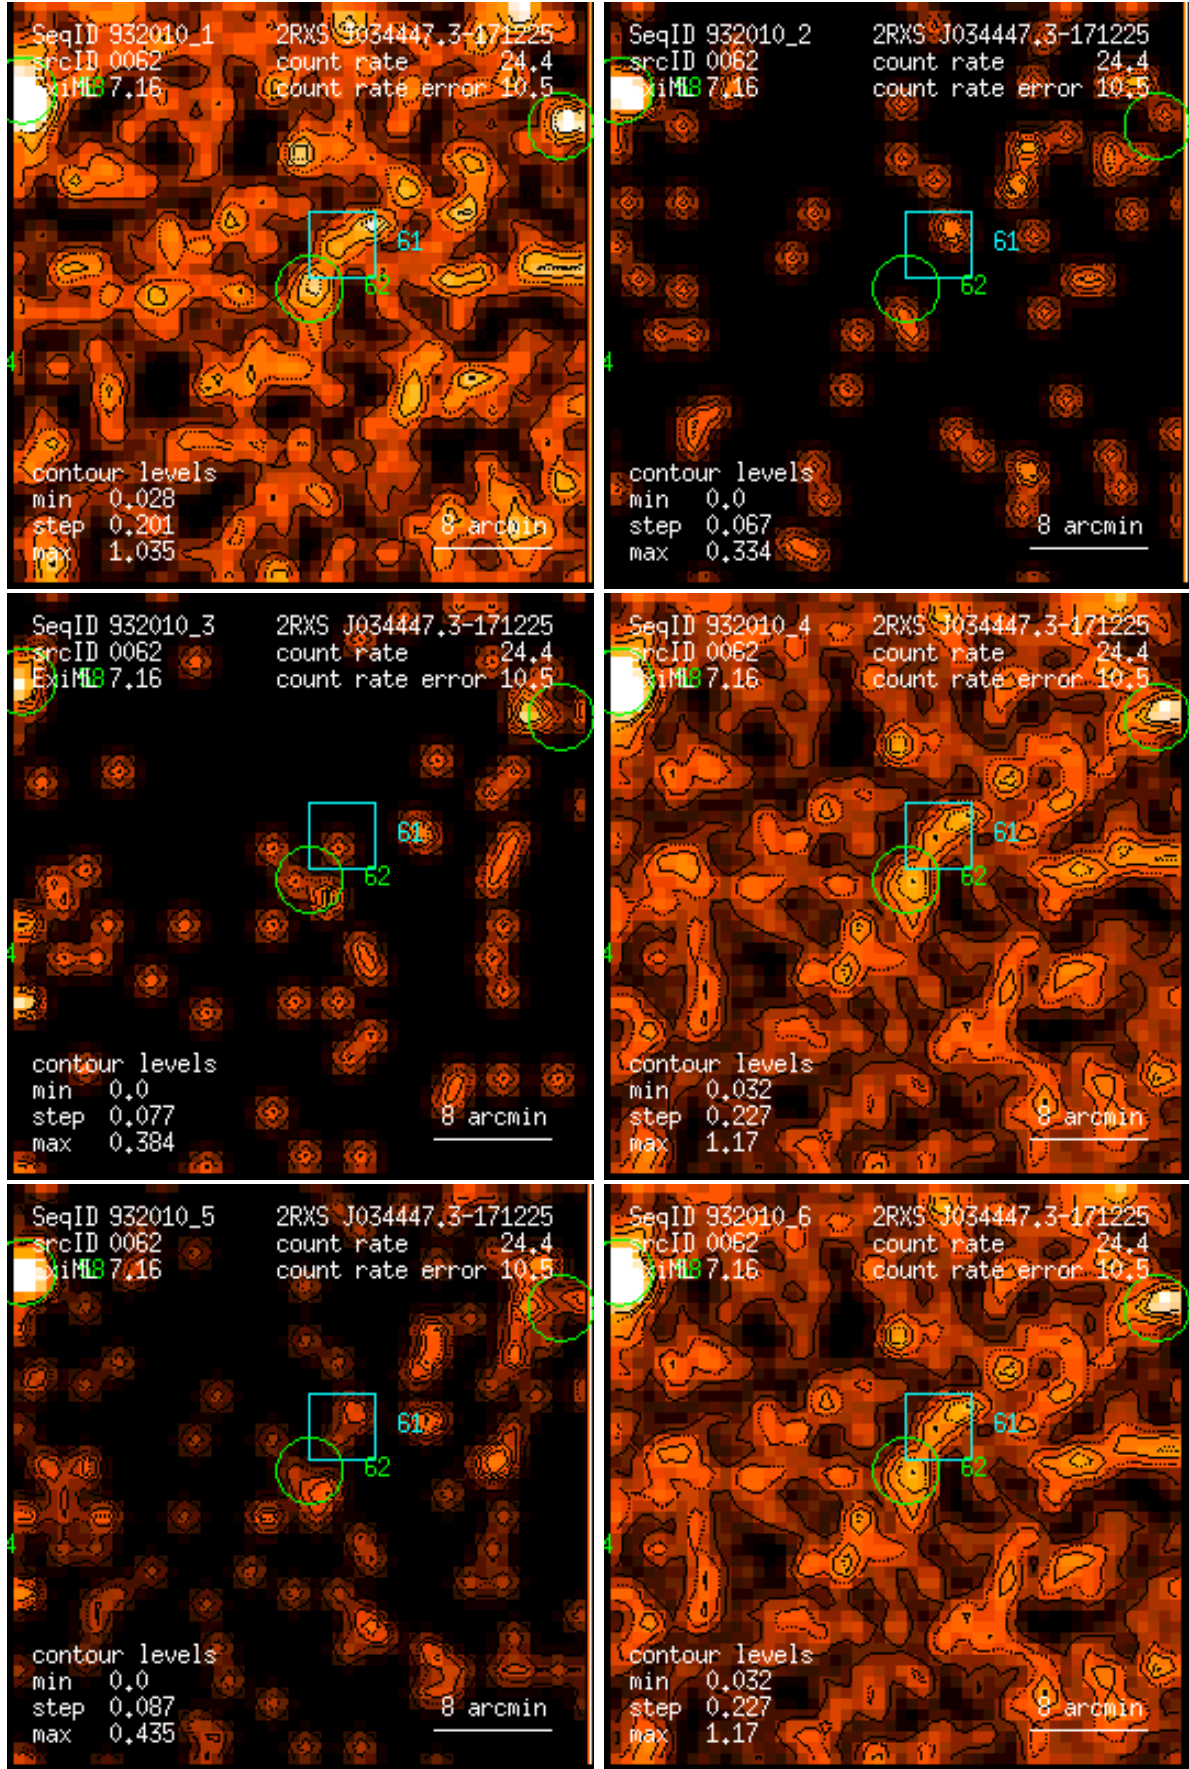 SeqID 932010_1 2RXS J034447.3-171225
srcID 0062 count rate 24.4
ExiML 7.16 count rate error 10.5
61
62
4
contour levels
min 0.028
step 0.201
max 1.035
8 arcmin
SeqID 932010_2 2RXS J034447.3-171225
srcID 0062 count rate 24.4
ExiML 7.16 count rate error 10.5
61
62
4
contour levels
min 0.0
step 0.067
max 0.334
8 arcmin
SeqID 932010_3 2RXS J034447.3-171225
srcID 0062 count rate 24.4
ExiML 7.16 count rate error 10.5
61
62
4
contour levels
min 0.0
step 0.077
max 0.384
8 arcmin
SeqID 932010_4 2RXS J034447.3-171225
srcID 0062 count rate 24.4
ExiML 7.16 count rate error 10.5
61
62
4
contour levels
min 0.032
step 0.227
max 1.17
8 arcmin
SeqID 932010_5 2RXS J034447.3-171225
srcID 0062 count rate 24.4
ExiML 7.16 count rate error 10.5
61
62
4
contour levels
min 0.0
step 0.087
max 0.435
8 arcmin
SeqID 932010_6 2RXS J034447.3-171225
srcID 0062 count rate 24.4
ExiML 7.16 count rate error 10.5
61
62
4
contour levels
min 0.032
step 0.227
max 1.17
8 arcmin